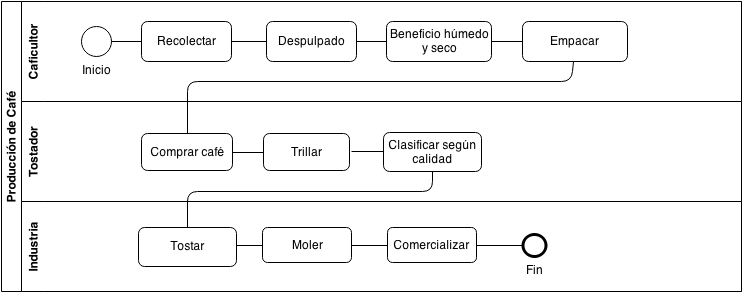 Producción de Café
Caficultor
Inicio
Recolectar
Despulpado
Beneficio húmedo
y seco
Empacar
Tostador
Comprar café
Trillar
Clasificar según
calidad
Industria
Tostar
Moler
Comercializar
Fin